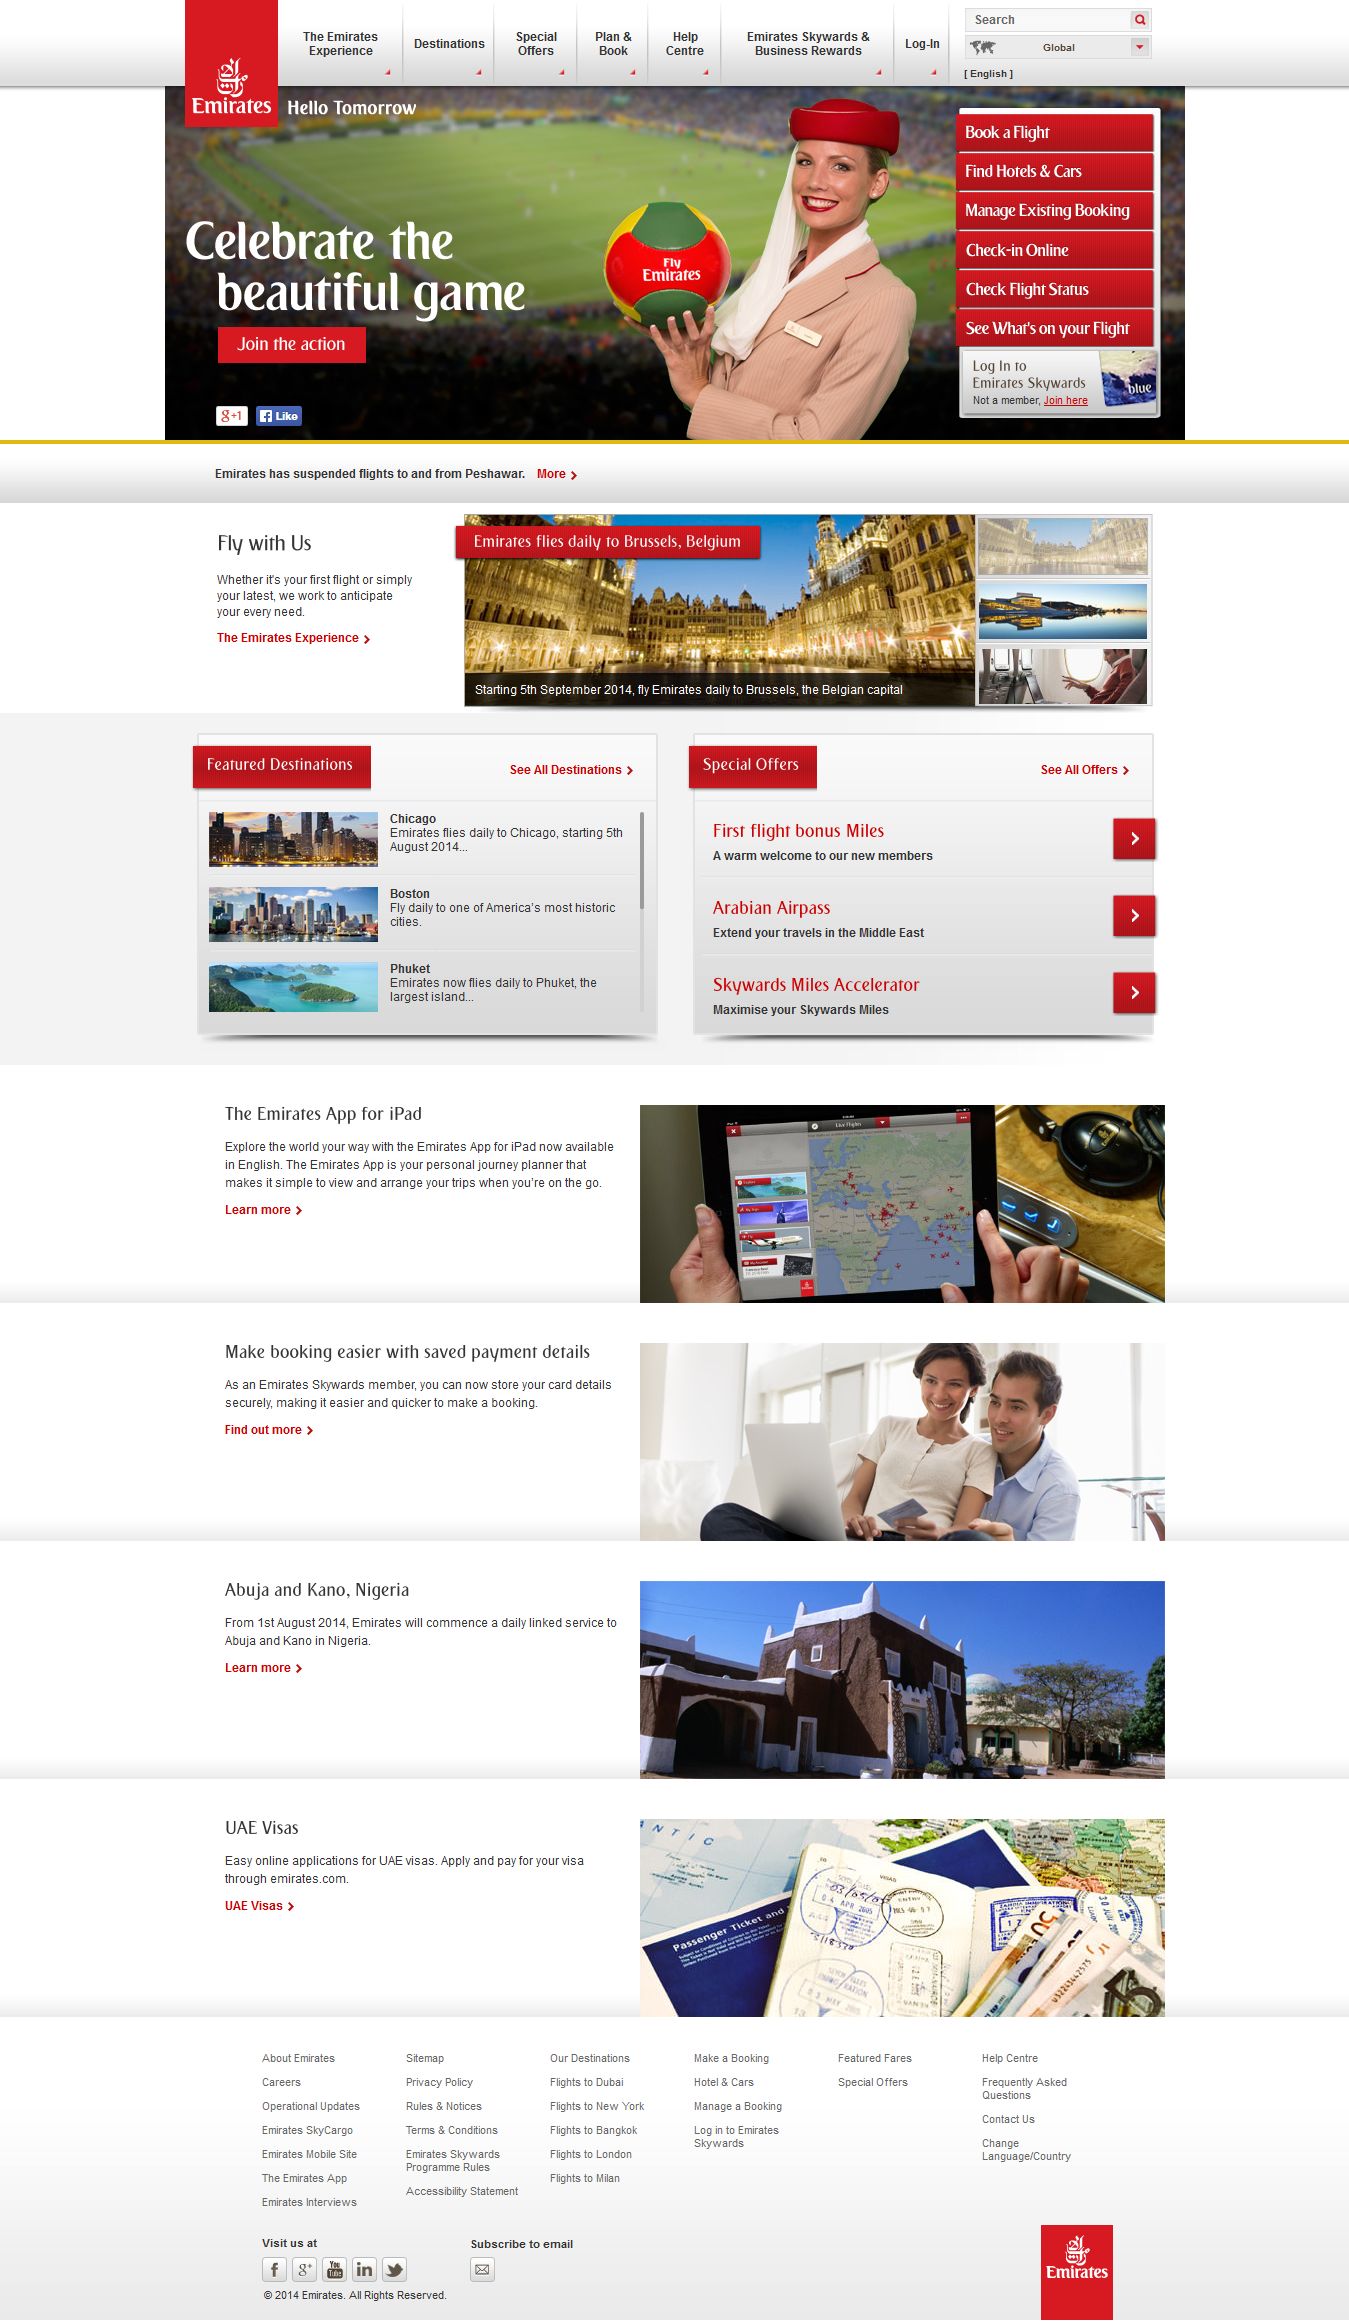 The Emirates
Experience
Destinations
Special
Offers
Plan &
Book
Help
Centre
Emirates Skywards &
Business Rewards
Log-In
Search
Global
[ English ]
Emirates
Hello Tomorrow
Celebrate the
beautiful game
Join the action
Fly
Emirates
g+1
Like
Book a Flight
Find Hotels & Cars
Manage Existing Booking
Check-in Online
Check Flight Status
See What's on your Flight
Log In to
Emirates Skywards
Not a member, Join here
blue
Emirates has suspended flights to and from Peshawar. More
Fly with Us
Whether it's your first flight or simply
your latest, we work to anticipate
your every need.
The Emirates Experience
Emirates flies daily to Brussels, Belgium
Starting 5th September 2014, fly Emirates daily to Brussels, the Belgian capital
Featured Destinations
See All Destinations
Chicago
Emirates flies daily to Chicago, starting 5th
August 2014...
Boston
Fly daily to one of America's most historic
cities.
Phuket
Emirates now flies daily to Phuket, the
largest island...
Special Offers
See All Offers
First flight bonus Miles
A warm welcome to our new members
Arabian Airpass
Extend your travels in the Middle East
Skywards Miles Accelerator
Maximise your Skywards Miles
The Emirates App for iPad
Explore the world your way with the Emirates App for iPad now available
in English. The Emirates App is your personal journey planner that
makes it simple to view and arrange your trips when you're on the go.
Learn more
Live Flights
Make booking easier with saved payment details
As an Emirates Skywards member, you can now store your card details
securely, making it easier and quicker to make a booking.
Find out more
Abuja and Kano, Nigeria
From 1st August 2014, Emirates will commence a daily linked service to
Abuja and Kano in Nigeria.
Learn more
UAE Visas
Easy online applications for UAE visas. Apply and pay for your visa
through emirates.com.
UAE Visas
NTIC
VISAS
04 APR 2005
ENTRY
Passenger Ticket and
About Emirates
Careers
Operational Updates
Emirates SkyCargo
Emirates Mobile Site
The Emirates App
Emirates Interviews
Sitemap
Privacy Policy
Rules & Notices
Terms & Conditions
Emirates Skywards
Programme Rules
Accessibility Statement
Our Destinations
Flights to Dubai
Flights to New York
Flights to Bangkok
Flights to London
Flights to Milan
Make a Booking
Hotel & Cars
Manage a Booking
Log in to Emirates
Skywards
Featured Fares
Special Offers
Help Centre
Frequently Asked
Questions
Contact Us
Change
Language/Country
Visit us at
Subscribe to email
You
Tube
© 2014 Emirates. All Rights Reserved.
Emirates